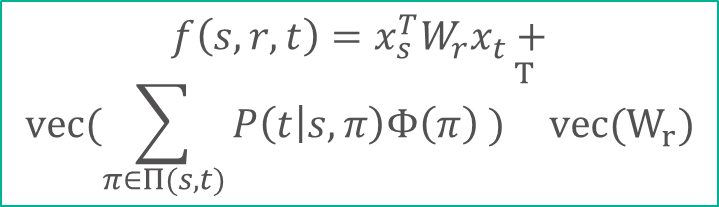 f(s, r, t) = x_s^T W_r x_t +
vec( ∑_{π∈Π(s,t)} P(t|s, π)Φ(π) )^T vec(W_r)